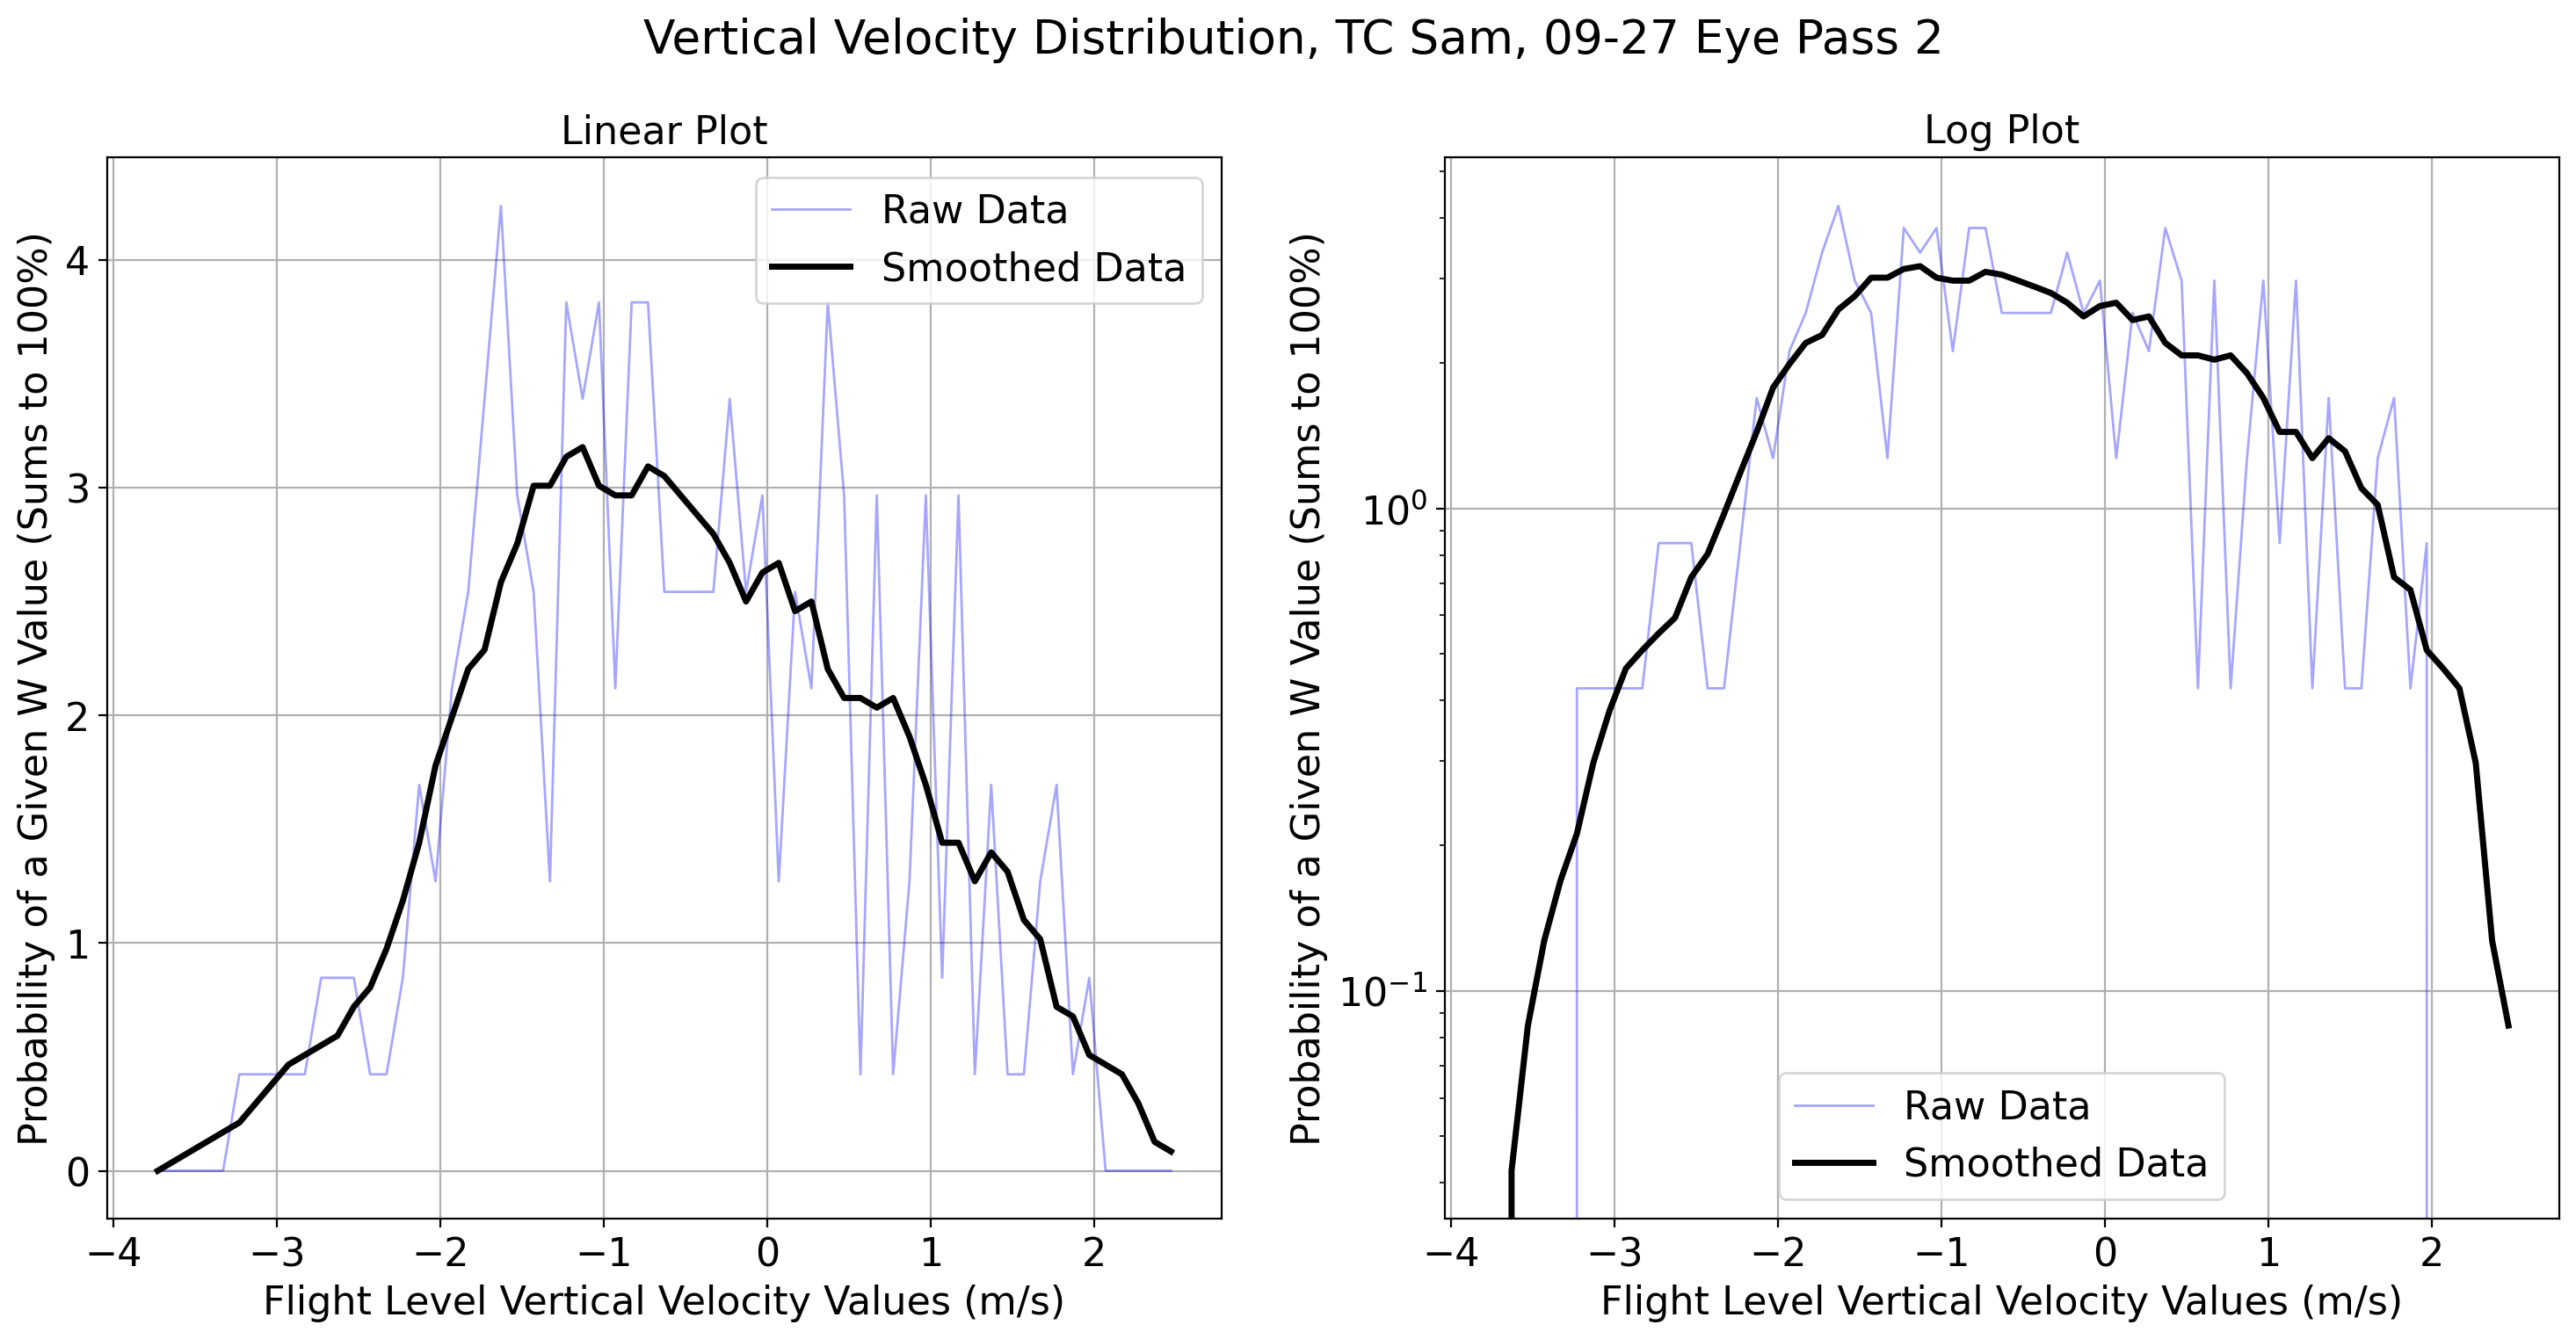 Vertical Velocity Distribution, TC Sam, 09-27 Eye Pass 2
Linear Plot
Probability of a Given W Value (Sums to 100%)
4
3
2
1
0
Raw Data
Smoothed Data
−4 −3 −2 −1 0 1 2
Flight Level Vertical Velocity Values (m/s)
Log Plot
Probability of a Given W Value (Sums to 100%)
10⁰
10⁻¹
Raw Data
Smoothed Data
−4 −3 −2 −1 0 1 2
Flight Level Vertical Velocity Values (m/s)